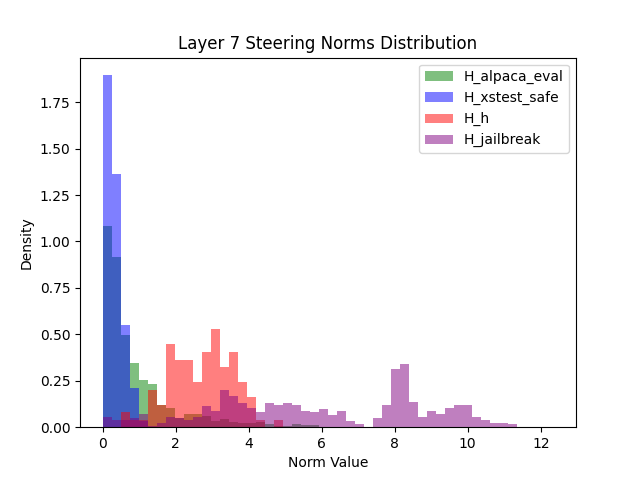 Layer 7 Steering Norms Distribution
H_alpaca_eval
H_xstest_safe
H_h
H_jailbreak
Density
1.75
1.50
1.25
1.00
0.75
0.50
0.25
0.00
0 2 4 6 8 10 12
Norm Value